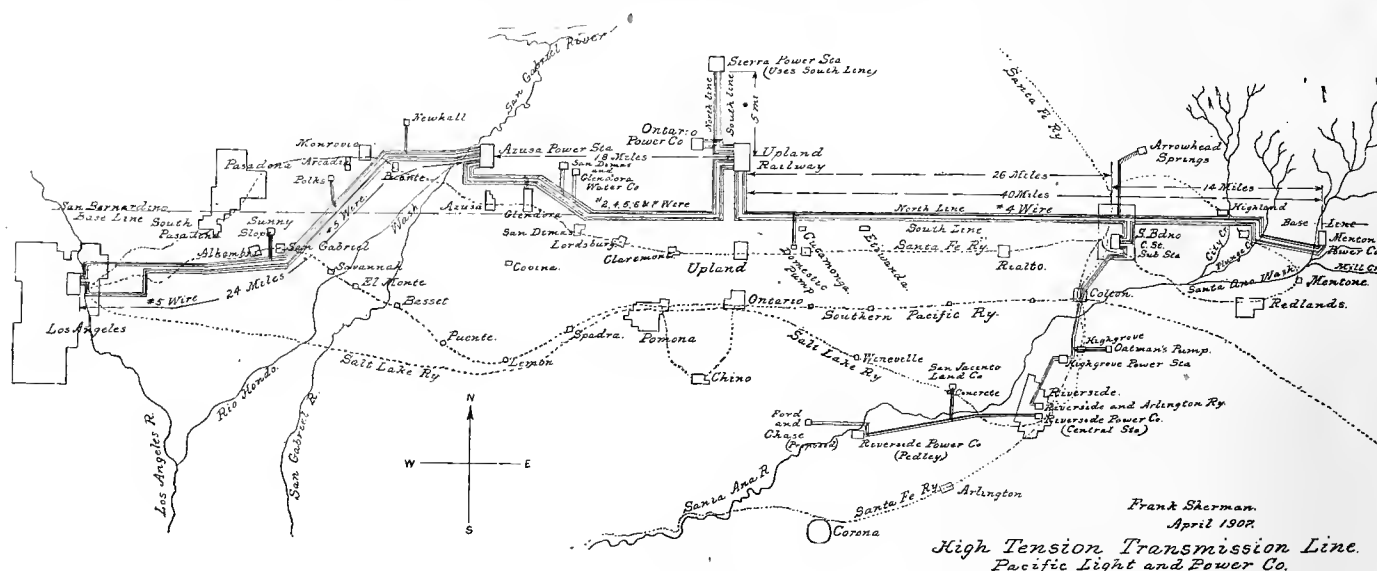 San Gabriel River
Sierra Power Sta
(Uses South Line)
North line
South line
5 mi
Santa Fe Ry
Newhall
Monrovia
Arcadia
Pasadena
Polks
Azusa Power Sta
18 Miles
San Dimas
and
Glendora
Water Co
Ontario
Power Co
Upland
Railway
Arrowhead
Springs
26 Miles
40 Miles
14 Miles
San Bernardino
Base Line
South
Pasadena
Sunny
Slope
#5 Wire
Wash
Azusa
Glendora
#2,4,5,6 & 7 Wire
North Line
#4 Wire
South Line
Highland
Base Line
Alhambra
San Gabriel
San Dimas
Lordsburg
Claremont
Upland
Domestic
Pump
Cucamonga
Etiwanda
Santa Fe Ry.
Rialto.
S. Bdno
C. St.
Sub Sta
City Cr.
Plunge Cr.
Menton
Power Co.
Mill Cr.
Savannah
Covina
El Monte
Santa Ana Wash
Mentone
#5 Wire
24 Miles
Basset
Los Angeles
Ontario
Colton
Redlands.
Southern Pacific Ry.
Puente.
Lemon
Spadra.
Pomona
Salt Lake Ry
Chino
Salt Lake Ry
Wineville
Highgrove
Oatman's Pump.
Highgrove Power Sta
San Jacinto
Land Co
Concrete
Riverside.
Riverside and Arlington Ry.
Riverside Power Co.
(Central Sta)
Ford
and
Chase
(Proposed)
Riverside Power Co
(Pedley)
Rio Hondo.
San Gabriel R.
Los Angeles R.
N
W
E
S
Santa Ana R
Santa Fe Ry
Arlington
Corona
Frank Sherman.
April 1907.
High Tension Transmission Line.
Pacific Light and Power Co.